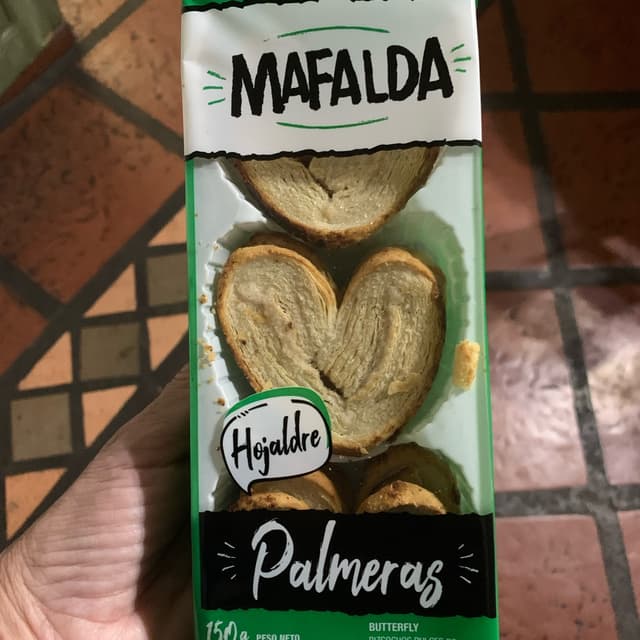 MAFALDA
Hojaldre
Palmeras
150g PESO NETO
BUTTERFLY